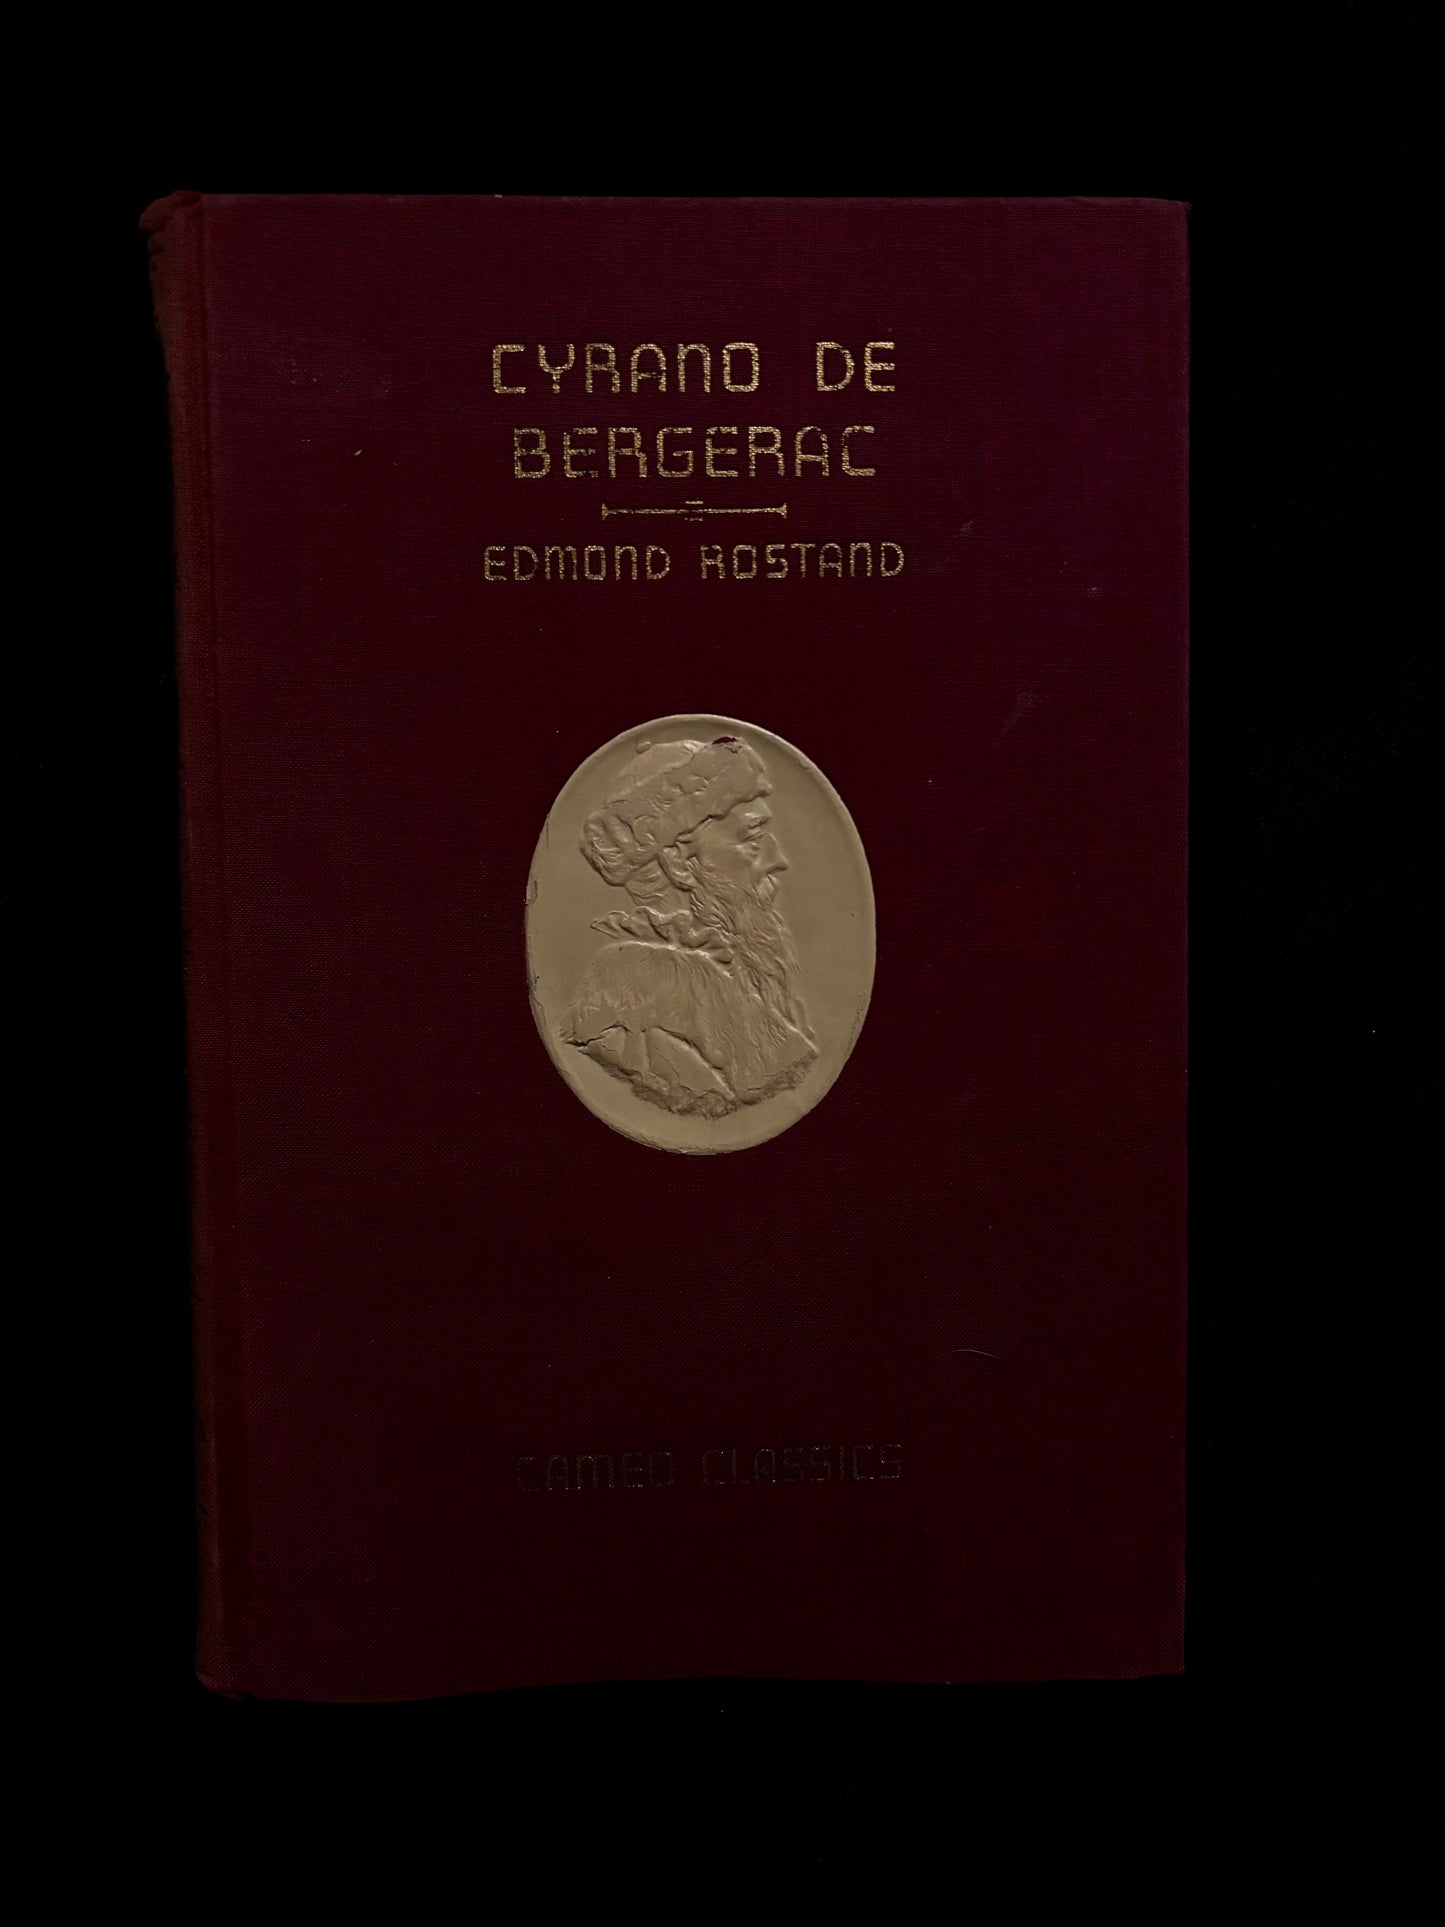 CYRANO DE
BERGERAC
EDMOND ROSTAND
CAMEO CLASSICS